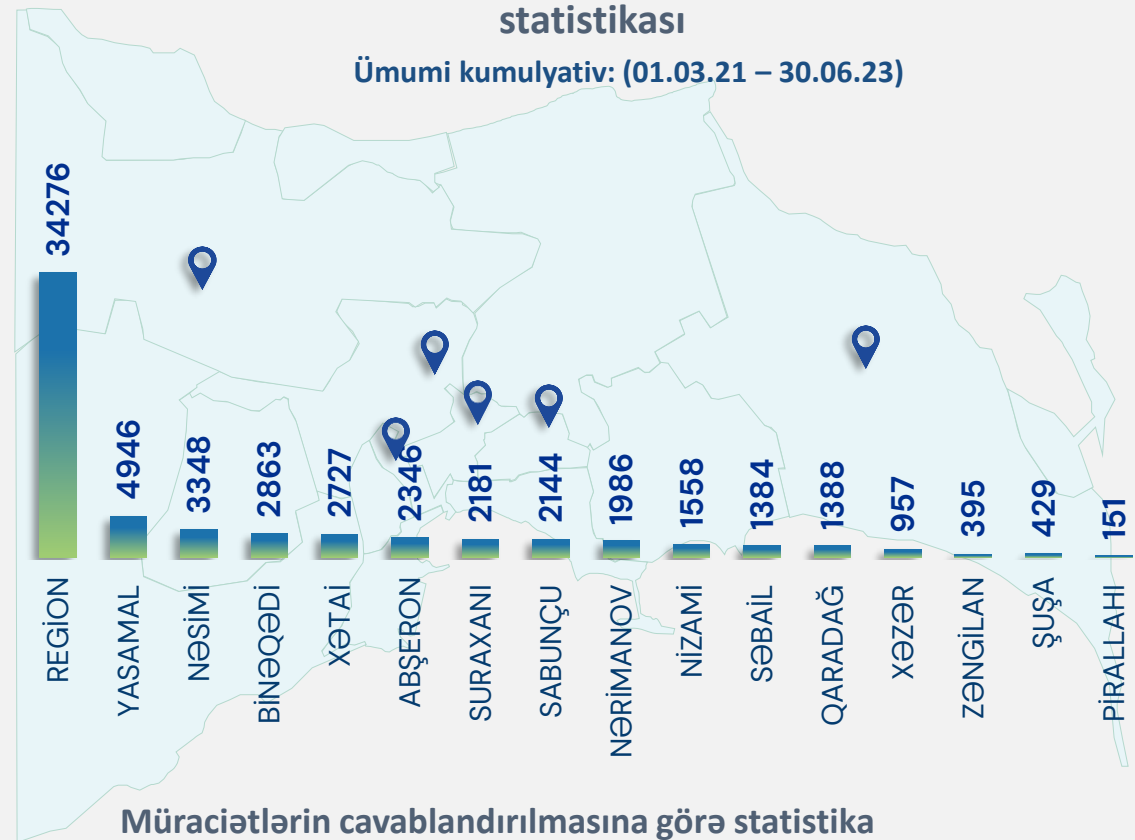 statistikası
Ümumi kumulyativ: (01.03.21 – 30.06.23)
34276
4946
3348
2863
2727
2346
2181
2144
1986
1558
1384
1388
957
395
429
151
REGİON
YASAMAL
NƏSİMİ
BİNƏQƏDİ
XƏTAİ
ABŞERON
SURAXANI
SABUNÇU
NƏRİMANOV
NİZAMİ
SƏBAİL
QARADAĞ
XƏZƏR
ZƏNGİLAN
ŞUŞA
PİRALLAHI
Müraciətlərin cavablandırılmasına görə statistika